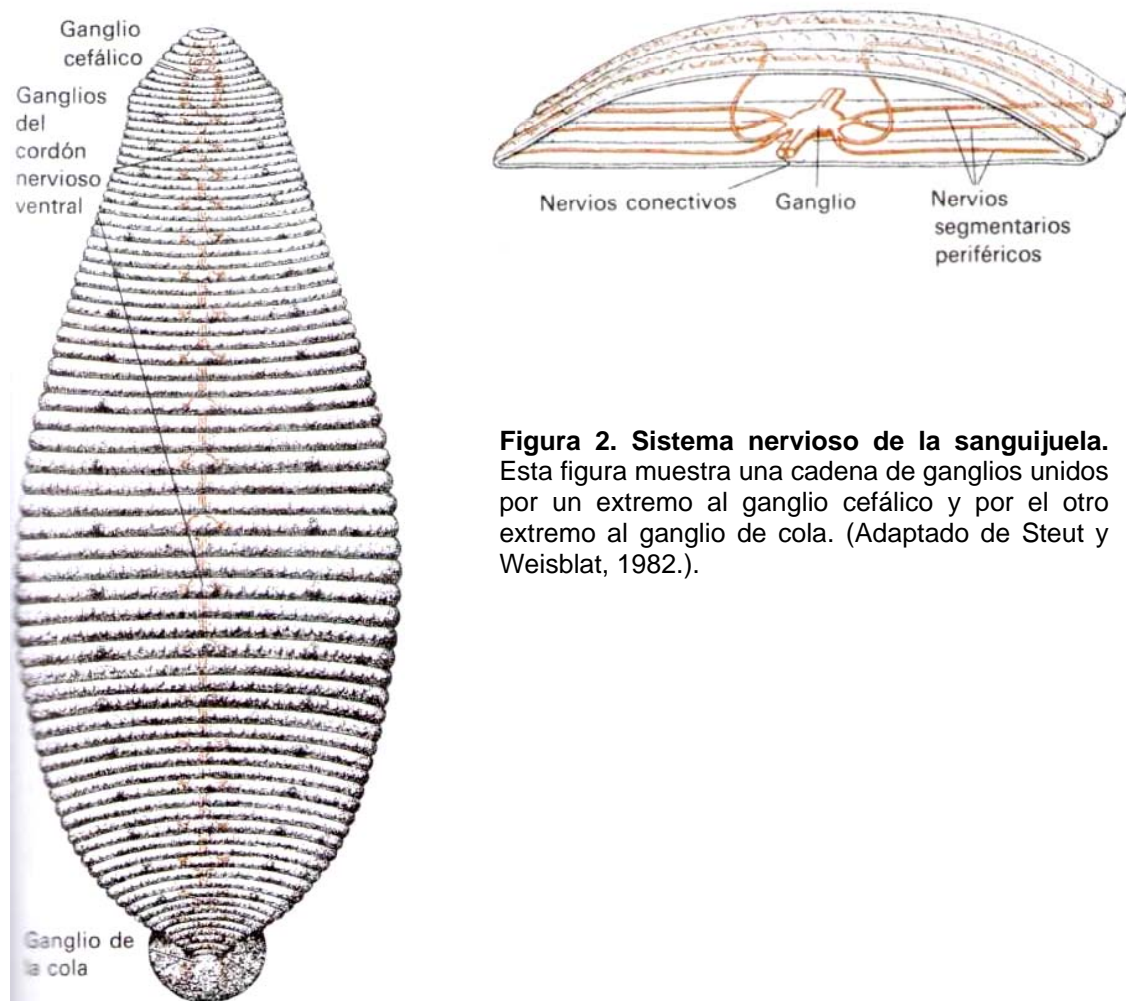 Ganglio
cefálico
Ganglios
del
cordón
nervioso
ventral
Ganglio de
la cola
Nervios conectivos
Ganglio
Nervios
segmentarios
periféricos
Figura 2. Sistema nervioso de la sanguijuela.
Esta figura muestra una cadena de ganglios unidos
por un extremo al ganglio cefálico y por el otro
extremo al ganglio de cola. (Adaptado de Steut y
Weisblat, 1982.).